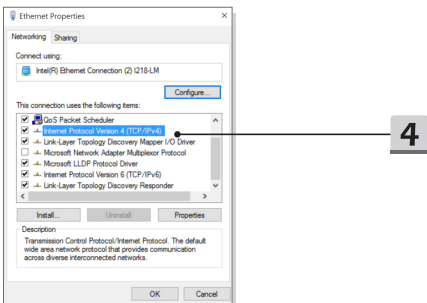 Ethernet Properties
Networking Sharing
Connect using:
Intel(R) Ethernet Connection (2) I218-LM
Configure...
This connection uses the following items:
QoS Packet Scheduler
Internet Protocol Version 4 (TCP/IPv4)
4
Link-Layer Topology Discovery Mapper I/O Driver
Microsoft Network Adapter Multiplexor Protocol
Microsoft LLDP Protocol Driver
Internet Protocol Version 6 (TCP/IPv6)
Link-Layer Topology Discovery Responder
Install... Uninstall Properties
Description
Transmission Control Protocol/Internet Protocol. The default
wide area network protocol that provides communication
across diverse interconnected networks.
OK Cancel